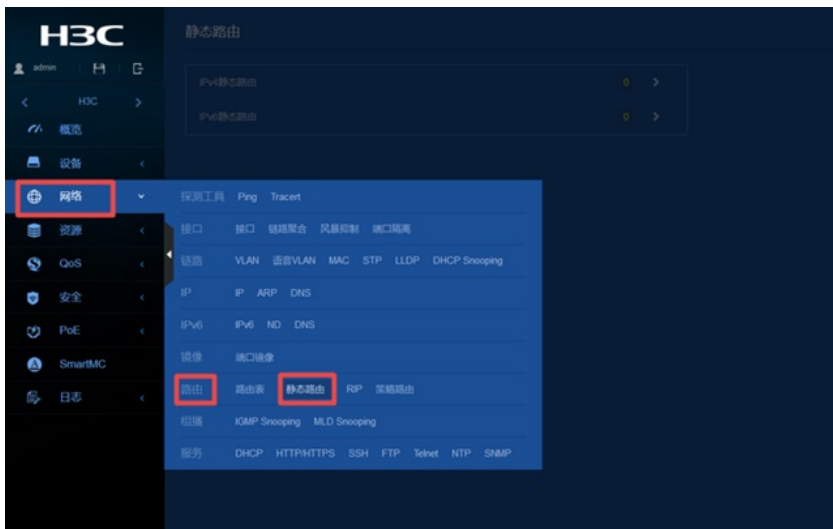 H3C
静态路由
admin
IPv4静态路由 0
H3C
IPv6静态路由 0
概览
设备
网络
探测工具 Ping Tracert
资源
接口 接口 链路聚合 风暴抑制 端口隔离
QoS
链路 VLAN 语音VLAN MAC STP LLDP DHCP Snooping
安全
IP IP ARP DNS
PoE
IPv6 IPv6 ND DNS
SmartMC
镜像 端口镜像
日志
路由 路由表 静态路由 RIP 策略路由
组播 IGMP Snooping MLD Snooping
服务 DHCP HTTP/HTTPS SSH FTP Telnet NTP SNMP